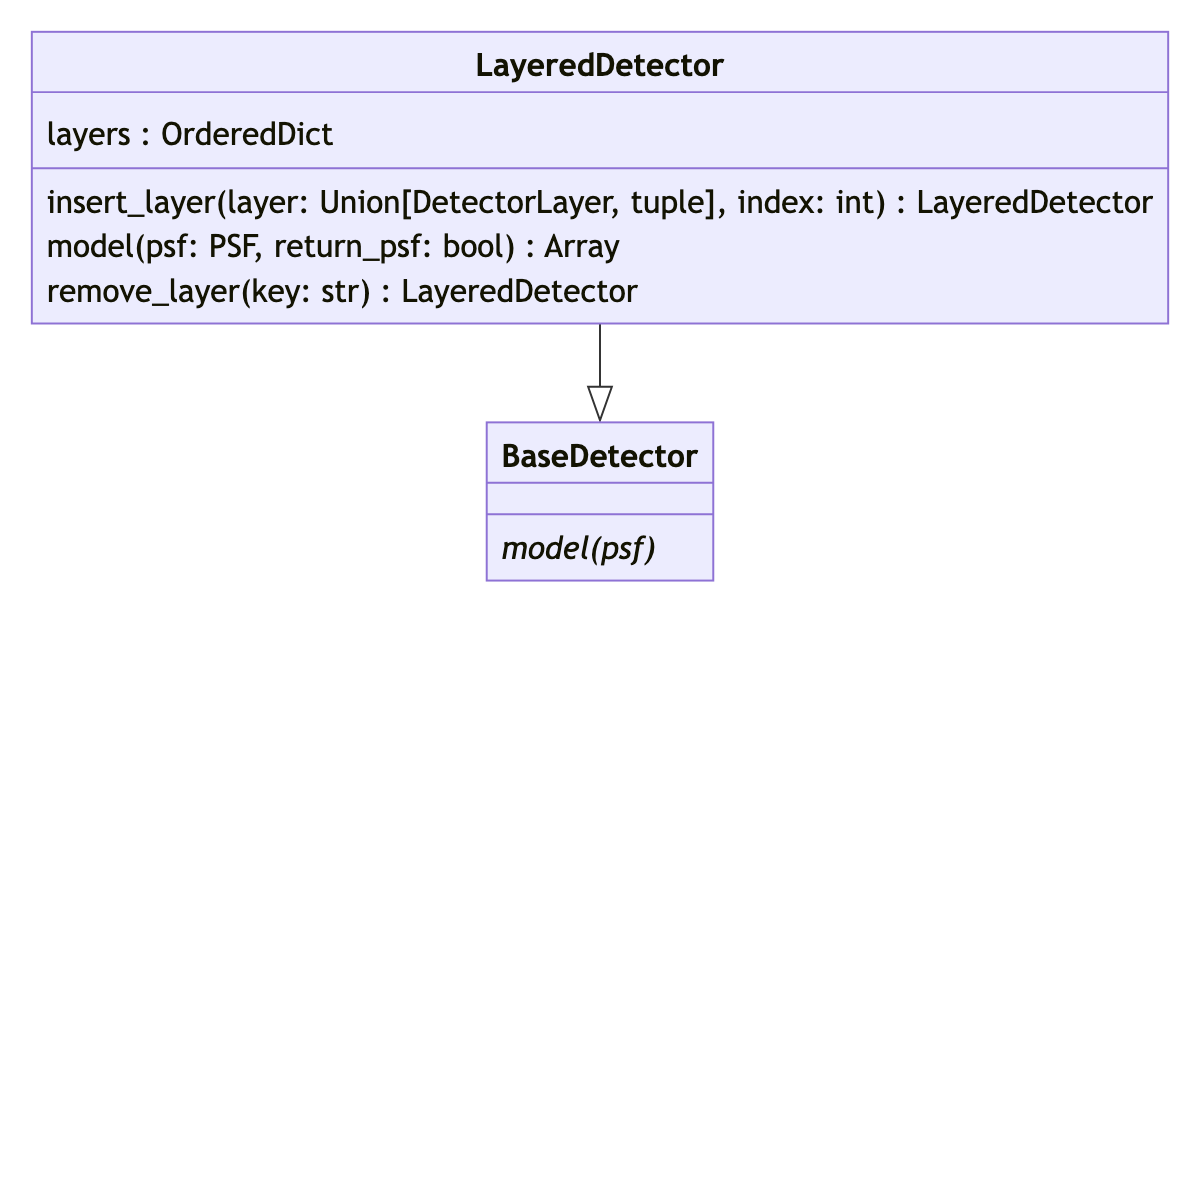 LayeredDetector
layers : OrderedDict
insert_layer(layer: Union[DetectorLayer, tuple], index: int) : LayeredDetector
model(psf: PSF, return_psf: bool) : Array
remove_layer(key: str) : LayeredDetector
BaseDetector
model(psf)